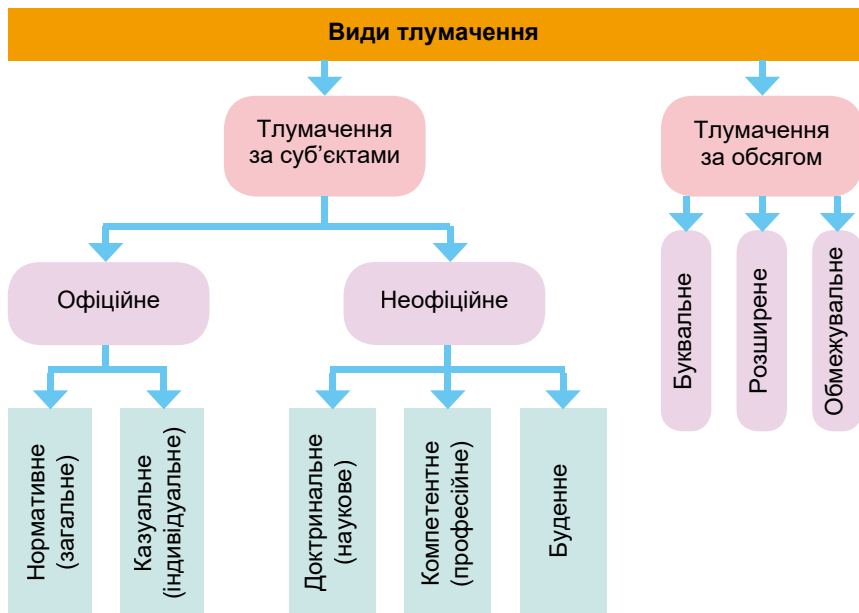 Види тлумачення
Тлумачення
за суб’єктами
Тлумачення
за обсягом
Офіційне
Неофіційне
Буквальне
Розширене
Обмежувальне
Нормативне
(загальне)
Казуальне
(індивідуальне)
Доктринальне
(наукове)
Компетентне
(професійне)
Буденне